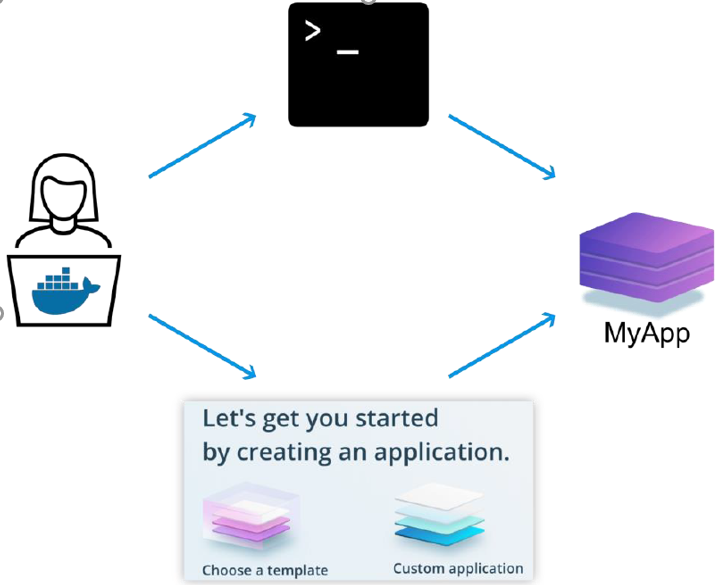 > _
MyApp
Let's get you started
by creating an application.
Choose a template
Custom application